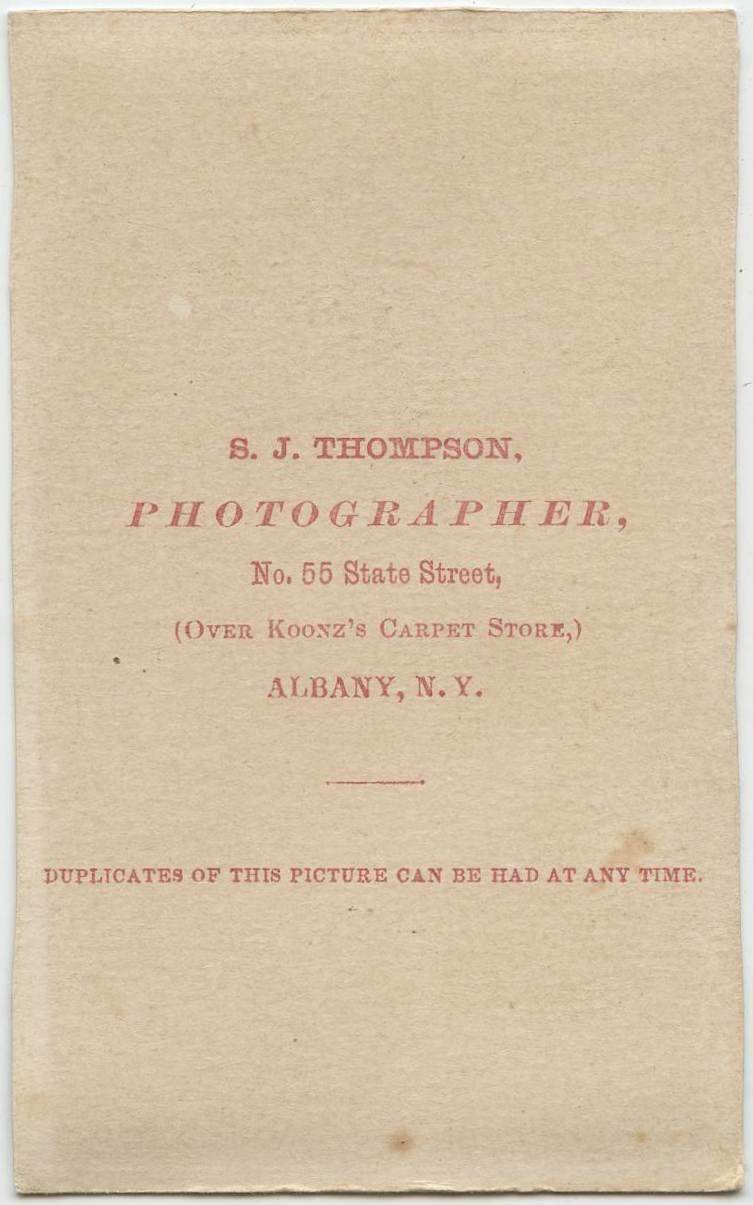 S. J. THOMPSON,
PHOTOGRAPHER,
No. 55 State Street,
(OVER KOONZ'S CARPET STORE,)
ALBANY, N. Y.
DUPLICATES OF THIS PICTURE CAN BE HAD AT ANY TIME.